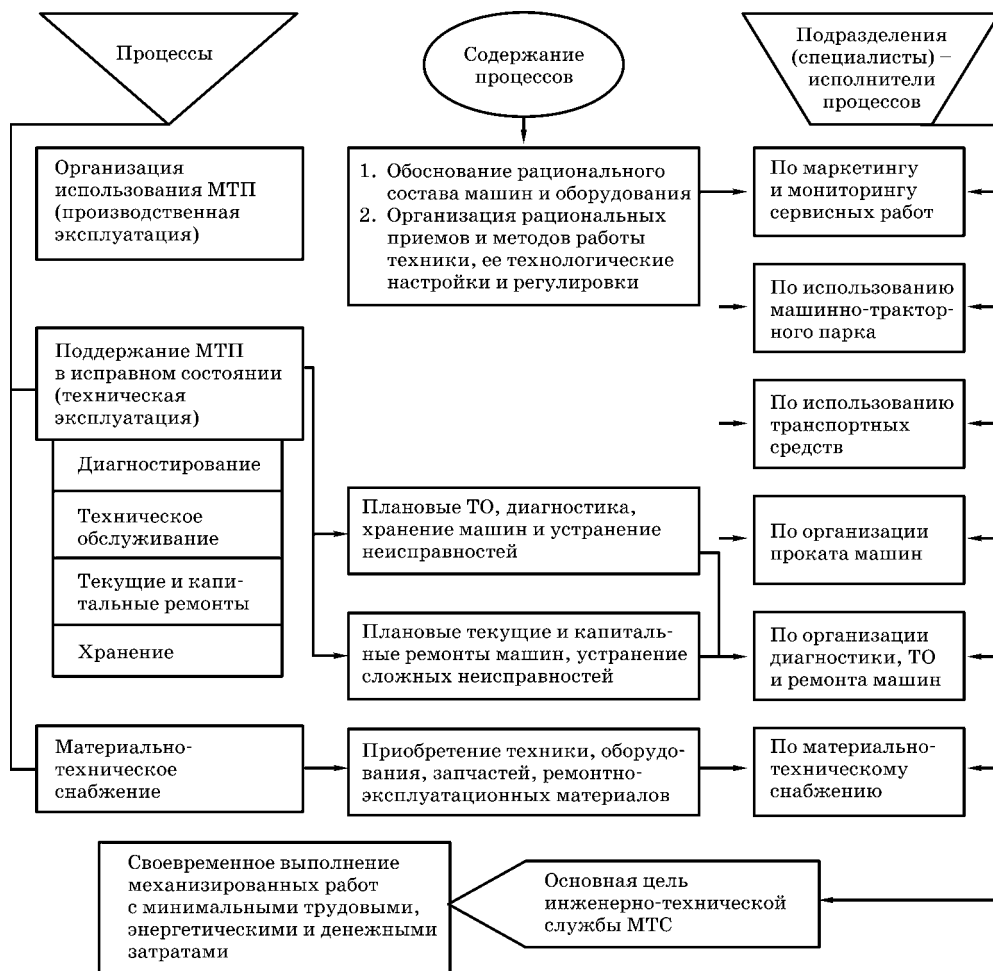 Процессы
Содержание
процессов
Подразделения
(специалисты) –
исполнители
процессов
Организация
использования МТП
(производственная
эксплуатация)
1. Обоснование рационального
состава машин и оборудования
2. Организация рациональных
приемов и методов работы
техники, ее технологические
настройки и регулировки
По маркетингу
и мониторингу
сервисных работ
По использованию
машинно-трактор-
ного парка
Поддержание МТП
в исправном состоянии
(техническая
эксплуатация)
По использованию
транспортных
средств
Диагностирование
Техническое
обслуживание
Текущие и капи-
тальные ремонты
Хранение
Плановые ТО, диагностика,
хранение машин и устранение
неисправностей
По организации
проката машин
Плановые текущие и капиталь-
ные ремонты машин, устранение
сложных неисправностей
По организации
диагностики, ТО
и ремонта машин
Материально-
техническое
снабжение
Приобретение техники, оборудо-
вания, запчастей, ремонтно-
эксплуатационных материалов
По материально-
техническому
снабжению
Своевременное выполнение
механизированных работ
с минимальными трудовыми,
энергетическими и денежными
затратами
Основная цель
инженерно-технической
службы МТС